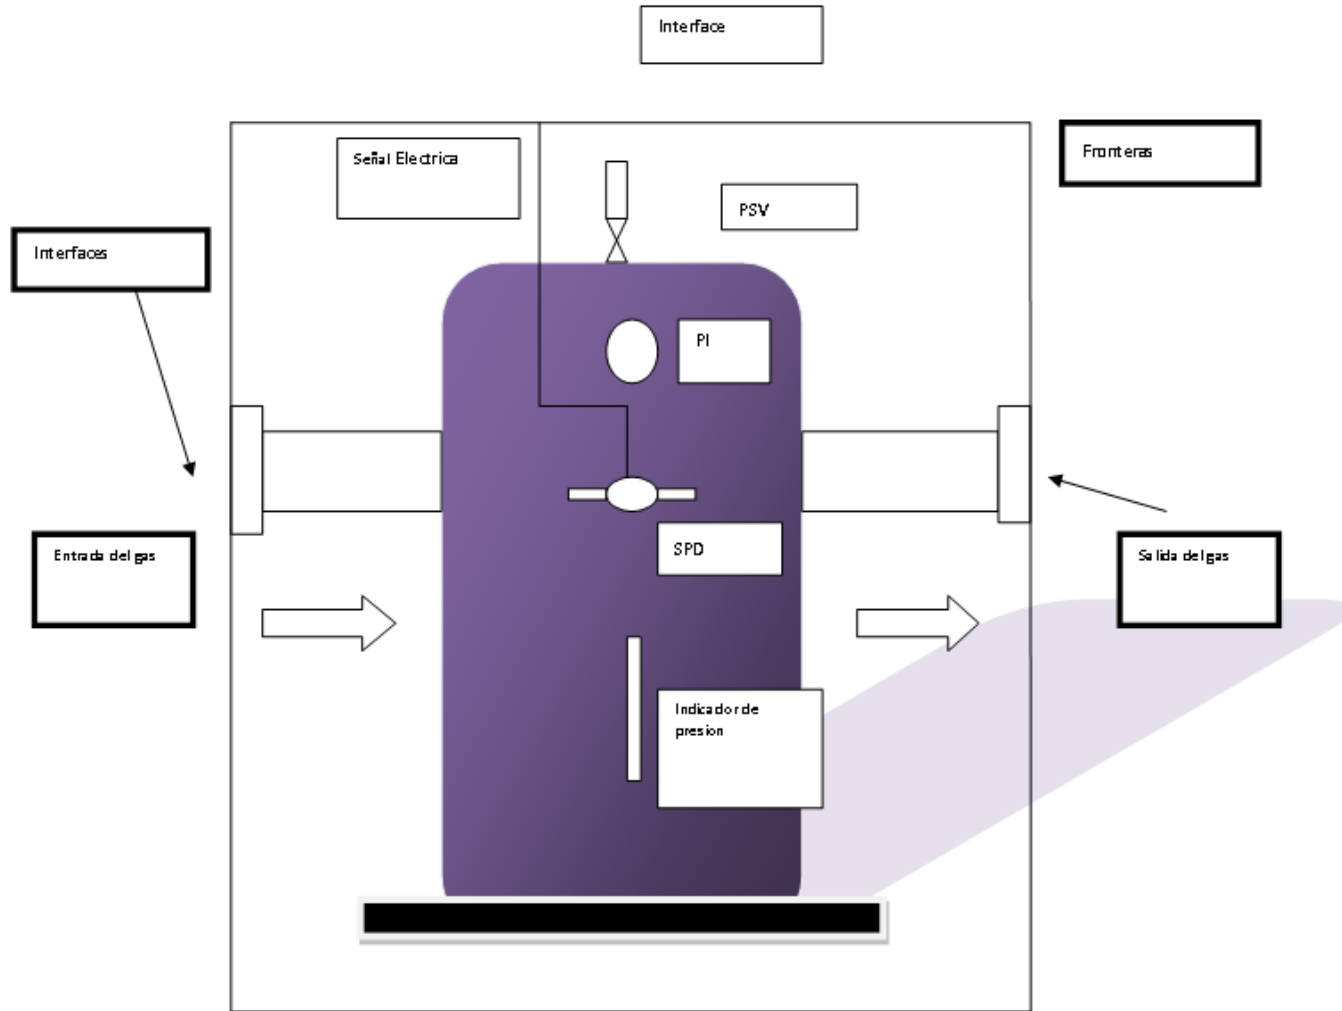 Interface
Señal Electrica
Fronteras
PSV
Interfaces
PI
SPD
Entrada del gas
Salida del gas
Indicador de
presion